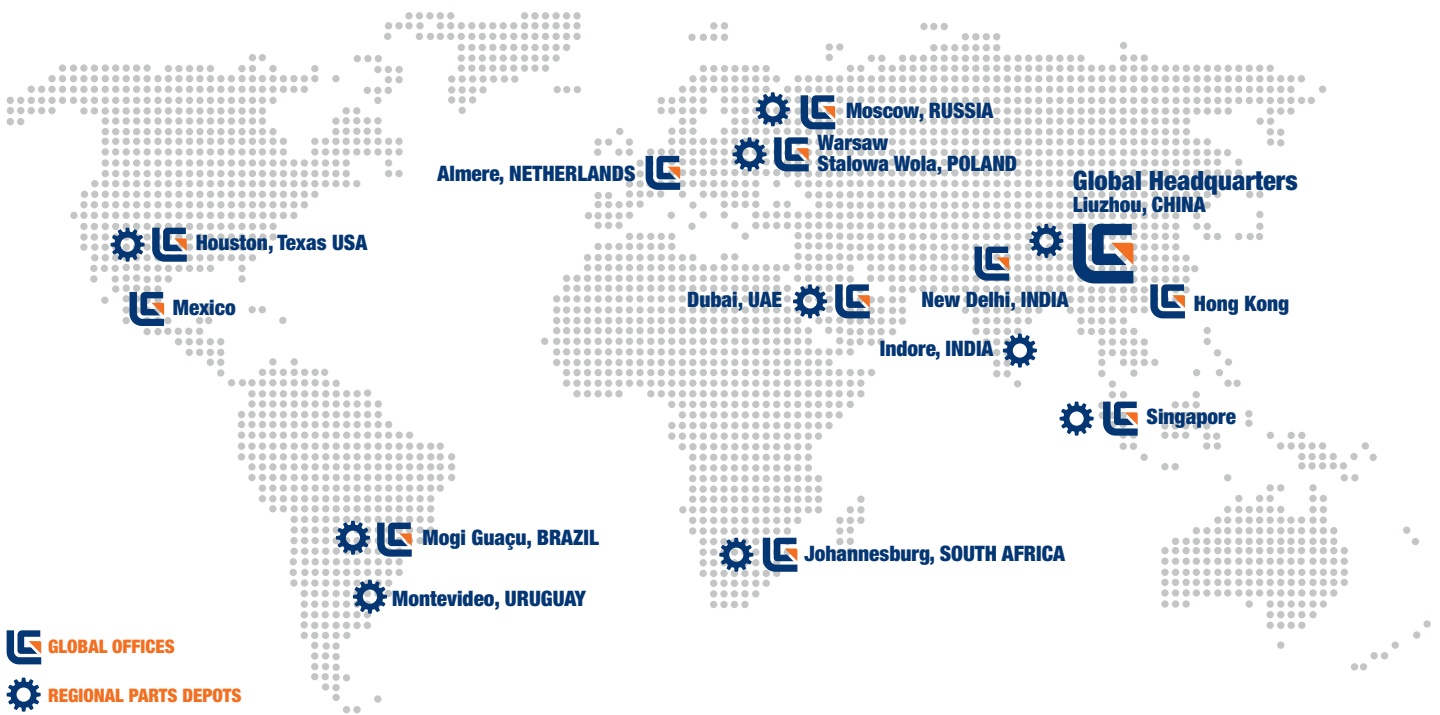 Moscow, RUSSIA
Warsaw
Stalowa Wola, POLAND
Almere, NETHERLANDS
Global Headquarters
Liuzhou, CHINA
Houston, Texas USA
Mexico
Dubai, UAE
New Delhi, INDIA
Hong Kong
Indore, INDIA
Singapore
Mogi Guaçu, BRAZIL
Johannesburg, SOUTH AFRICA
Montevideo, URUGUAY
GLOBAL OFFICES
REGIONAL PARTS DEPOTS